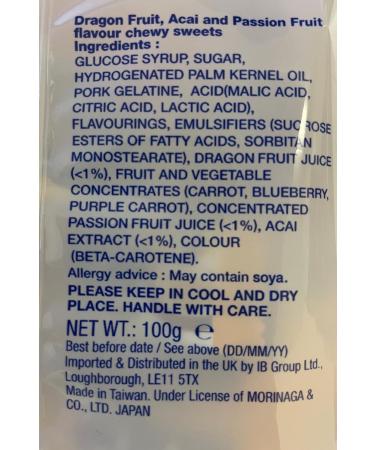 Dragon Fruit, Acai and Passion Fruit
flavour chewy sweets
Ingredients :
GLUCOSE SYRUP, SUGAR,
HYDROGENATED PALM KERNEL OIL,
PORK GELATINE, ACID(MALIC ACID,
CITRIC ACID, LACTIC ACID),
FLAVOURINGS, EMULSIFIERS (SUCROSE
ESTERS OF FATTY ACIDS, SORBITAN
MONOSTEARATE), DRAGON FRUIT JUICE
(<1%), FRUIT AND VEGETABLE
CONCENTRATES (CARROT, BLUEBERRY,
PURPLE CARROT), CONCENTRATED
PASSION FRUIT JUICE (<1%), ACAI
EXTRACT (<1%), COLOUR
(BETA-CAROTENE).
Allergy advice : May contain soya.
PLEASE KEEP IN COOL AND DRY
PLACE. HANDLE WITH CARE.
NET WT.: 100g ℮
Best before date / See above (DD/MM/YY)
Imported & Distributed in the UK by IB Group Ltd.,
Loughborough, LE11 5TX
Made in Taiwan. Under License of MORINAGA &
CO., LTD. JAPAN